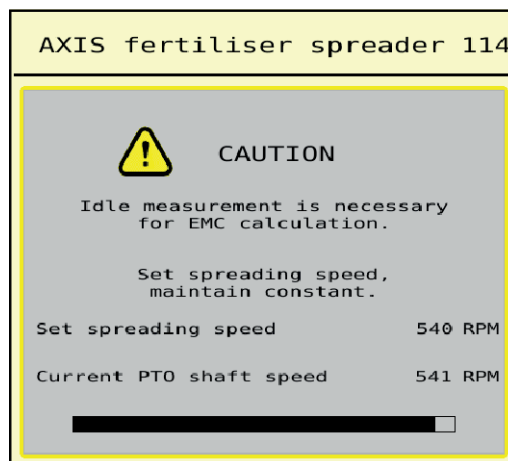 AXIS fertiliser spreader 114
CAUTION
Idle measurement is necessary
for EMC calculation.
Set spreading speed,
maintain constant.
Set spreading speed 540 RPM
Current PTO shaft speed 541 RPM